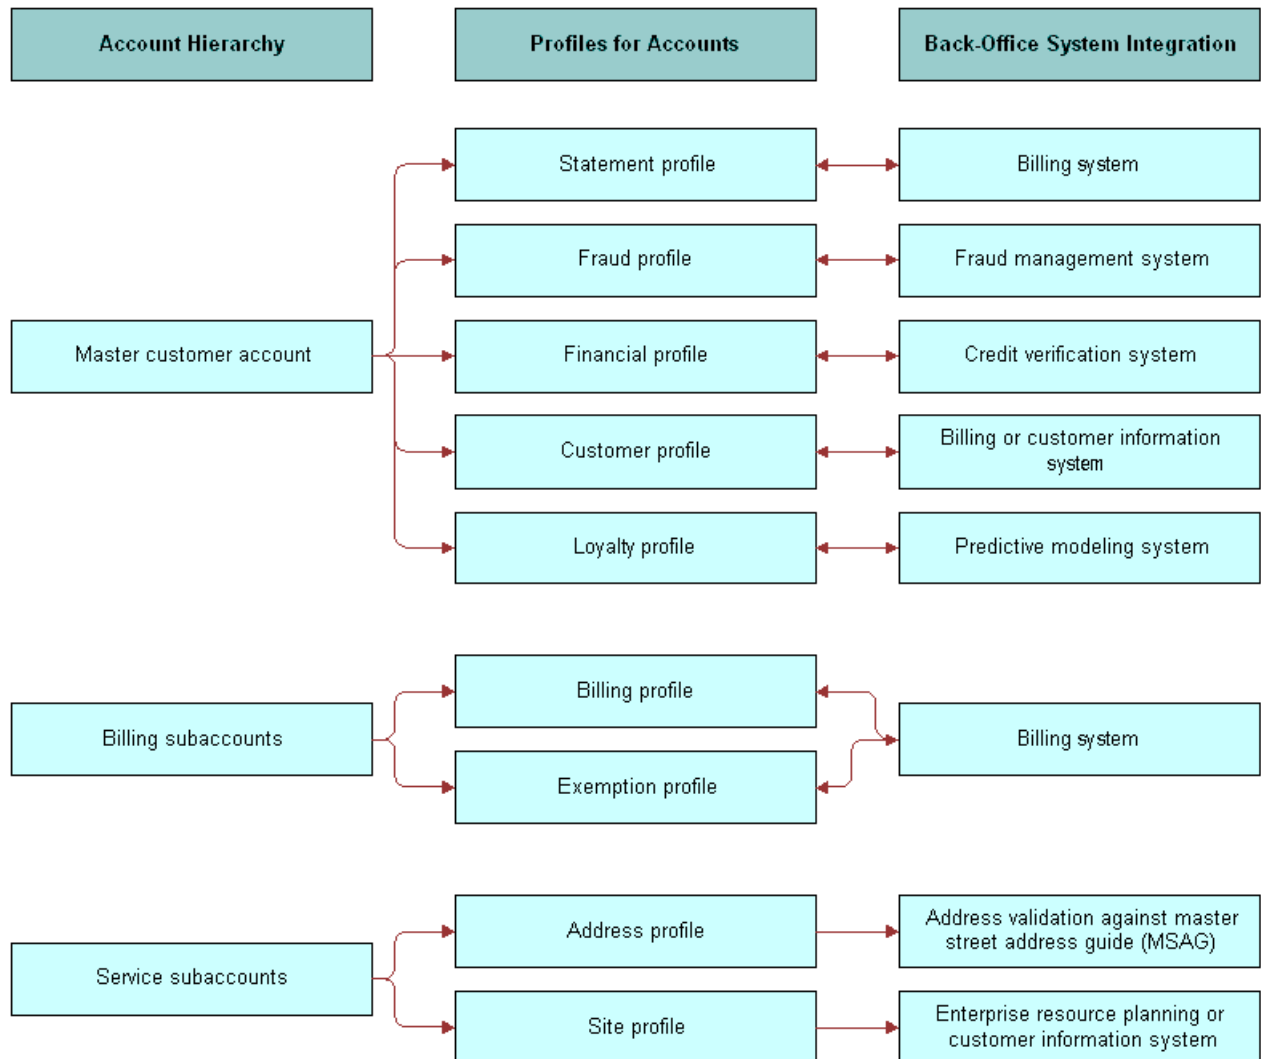 Account Hierarchy
Profiles for Accounts
Back-Office System Integration
Statement profile
Billing system
Fraud profile
Fraud management system
Master customer account
Financial profile
Credit verification system
Customer profile
Billing or customer information
system
Loyalty profile
Predictive modeling system
Billing subaccounts
Billing profile
Exemption profile
Billing system
Service subaccounts
Address profile
Address validation against master
street address guide (MSAG)
Site profile
Enterprise resource planning or
customer information system